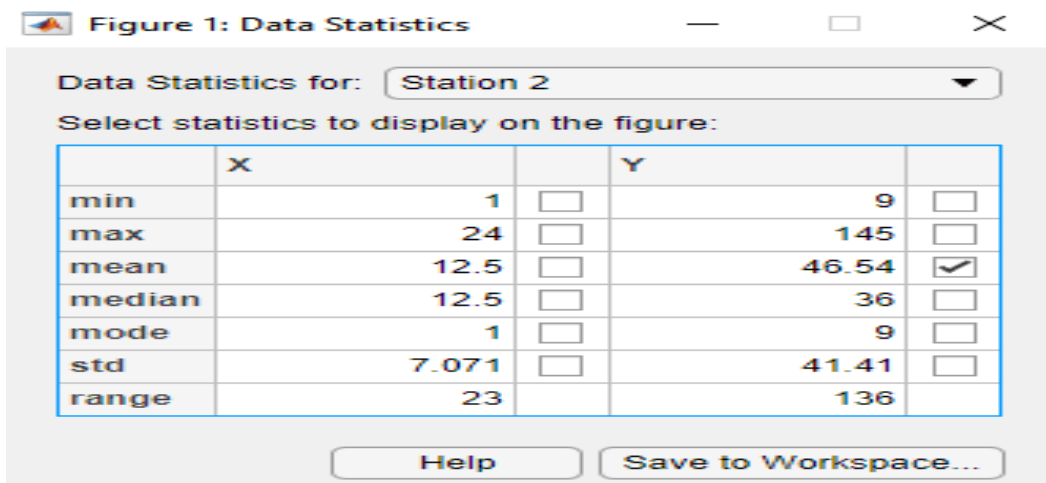 Figure 1: Data Statistics
Data Statistics for: Station 2
Select statistics to display on the figure:
X Y
min 1 9
max 24 145
mean 12.5 46.54
median 12.5 36
mode 1 9
std 7.071 41.41
range 23 136
Help Save to Workspace...